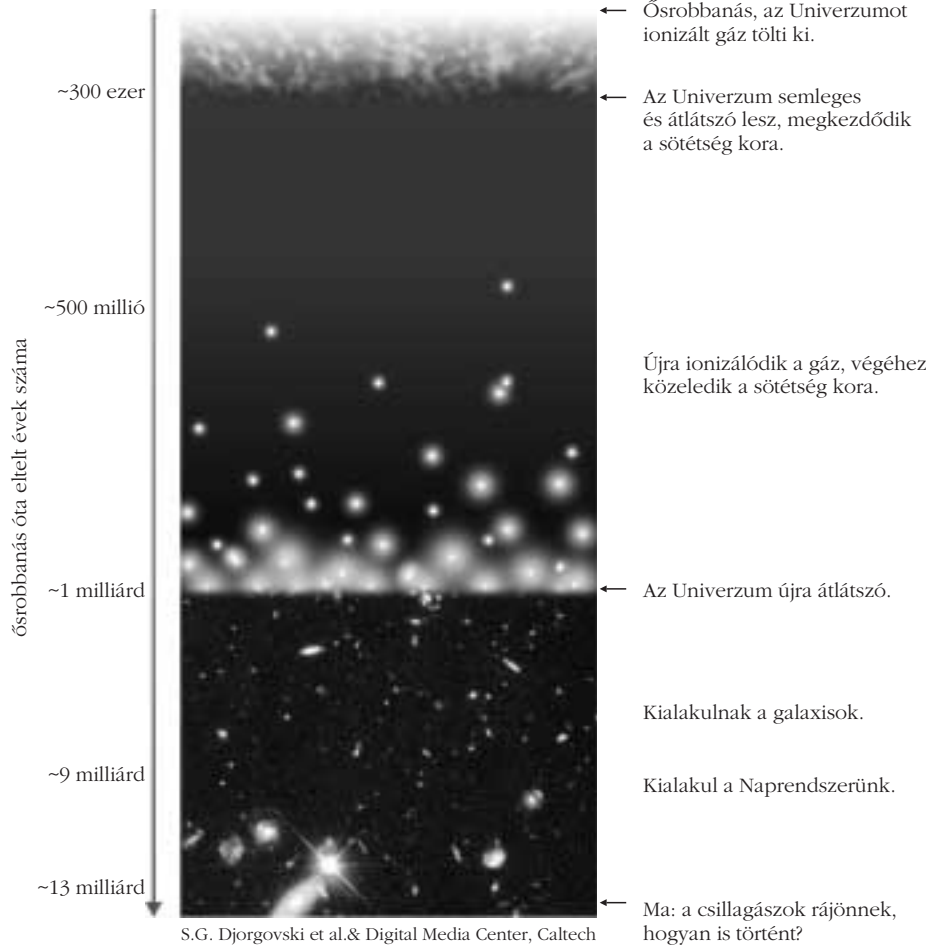 Ősrobbanás, az Univerzumot
ionizált gáz tölti ki.
~300 ezer
Az Univerzum semleges
és átlátszó lesz, megkezdődik
a sötétség kora.
~500 millió
Újra ionizálódik a gáz, végéhez
közeledik a sötétség kora.
ősrobbanás óta eltelt évek száma
~1 milliárd
Az Univerzum újra átlátszó.
Kialakulnak a galaxisok.
~9 milliárd
Kialakul a Naprendszerünk.
~13 milliárd
Ma: a csillagászok rájönnek,
hogyan is történt?
S.G. Djorgovski et al.& Digital Media Center, Caltech